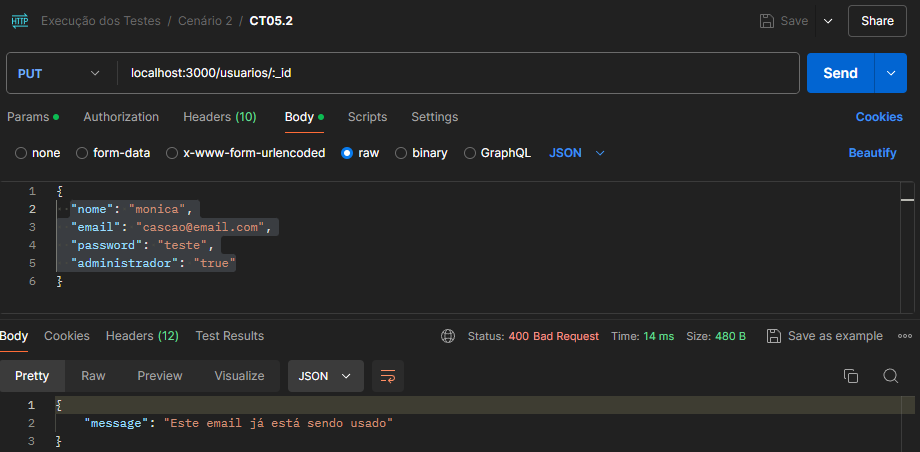 HTTP Execução dos Testes / Cenário 2 / CT05.2 Save Share
PUT localhost:3000/usuarios/:_id Send
Params Authorization Headers (10) Body Scripts Settings Cookies
none form-data x-www-form-urlencoded raw binary GraphQL JSON Beautify
1 {
2 "nome": "monica",
3 "email": "cascao@email.com",
4 "password": "teste",
5 "administrador": "true"
6 }
Body Cookies Headers (12) Test Results Status: 400 Bad Request Time: 14 ms Size: 480 B Save as example
Pretty Raw Preview Visualize JSON
1 {
2 "message": "Este email já está sendo usado"
3 }